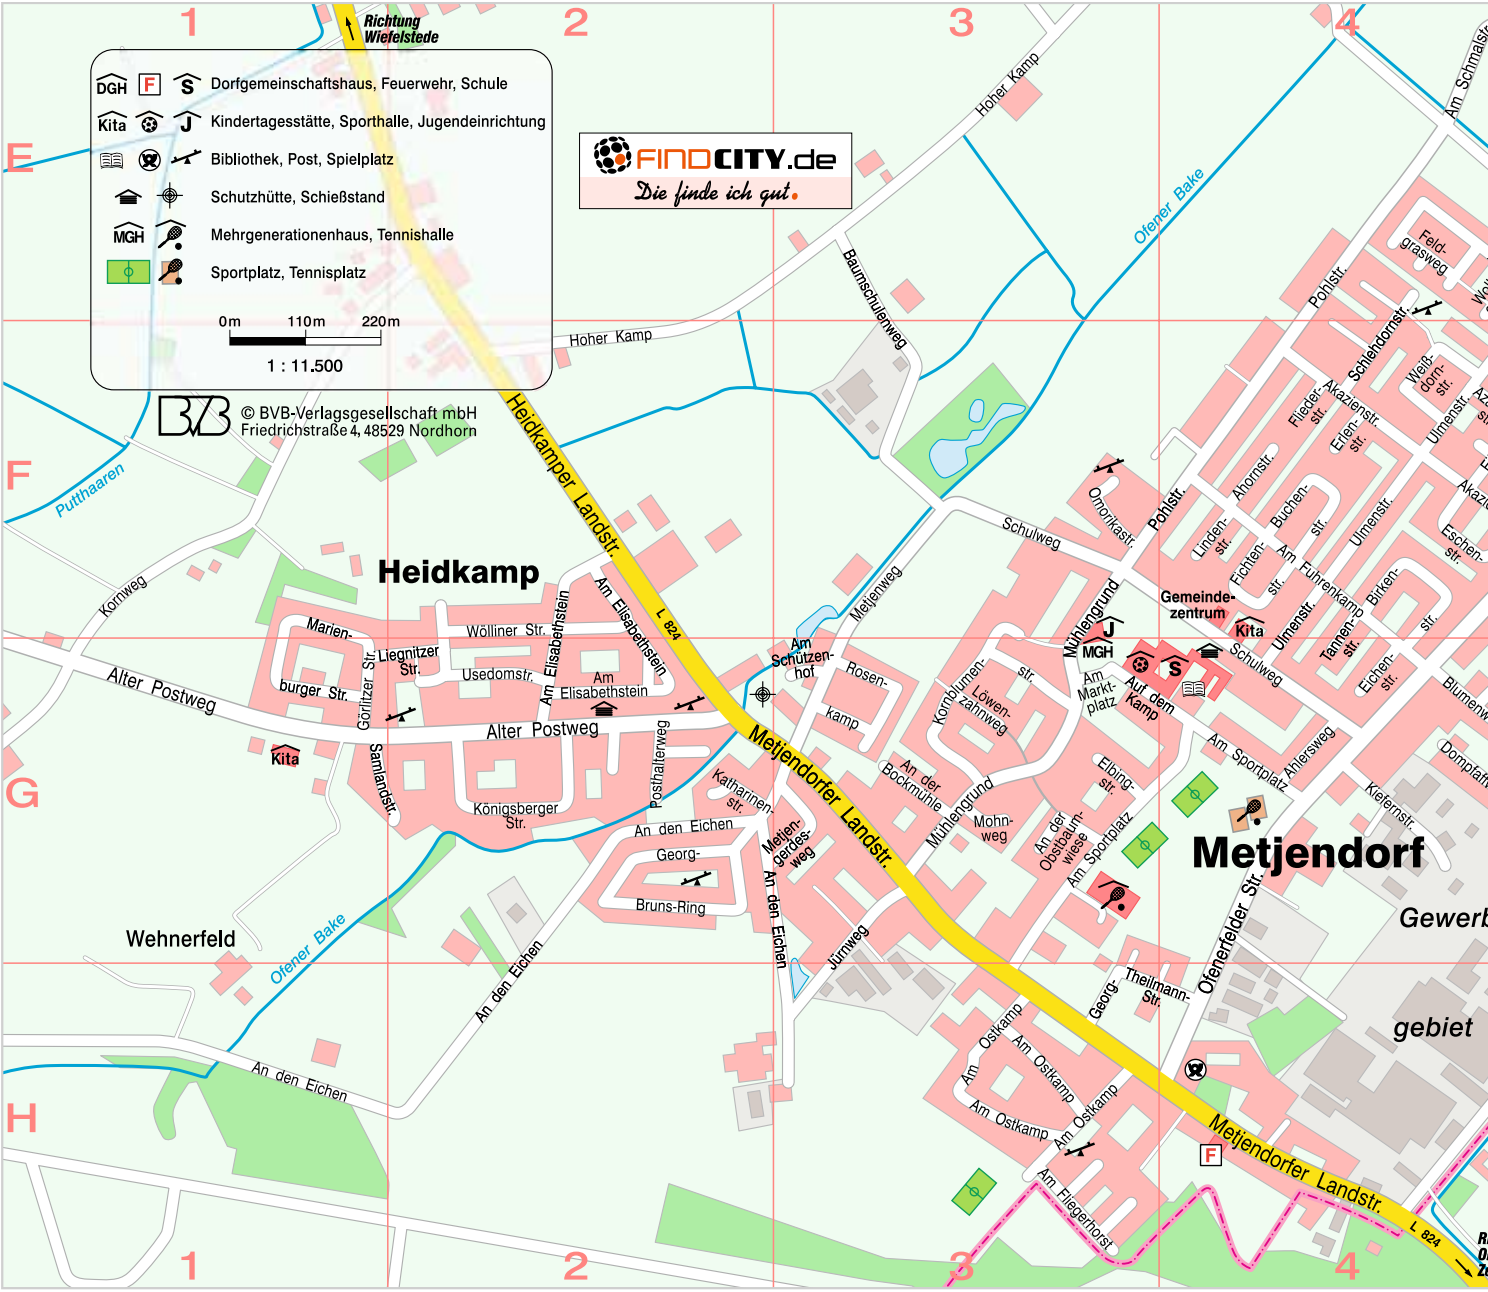 1
2
3
4
Richtung
Wiefelstede
DGH F S Dorfgemeinschaftshaus, Feuerwehr, Schule
Kita J Kindertagesstätte, Sporthalle, Jugendeinrichtung
Bibliothek, Post, Spielplatz
Schutzhütte, Schießstand
MGH Mehrgenerationenhaus, Tennishalle
Sportplatz, Tennisplatz
0m 110m 220m
1 : 11.500
BVB
© BVB-Verlagsgesellschaft mbH
Friedrichstraße 4, 48529 Nordhorn
FINDCITY.de
Die finde ich gut.
E
Hoher Kamp
Am Schmalstr.
Ofener Bake
Baumschulenweg
Hoher Kamp
Pohlstr.
Feld-
grasweg
Schlehdornstr.
Weiß-
dorn-
str.
Flieder-
str.
Akazienstr.
Erlen-
str.
Ulmenstr.
F
Putthaaren
Heidkamper Landstr.
Omorikastr.
Pohlstr.
Ahornstr.
Buchen-
str.
Ulmenstr.
Linden-
str.
Fichten-
str.
Am Fuhrenkamp
Eschen-
str.
Birken-
str.
Schulweg
Kornweg
Heidkamp
Metjenweg
L 824
Mühlengrund
Gemeinde-
zentrum
Kita
Ulmenstr.
Tannen-
str.
Eichen-
str.
Schulweg
J
MGH
S
Marien-
burger Str.
Görlitzer Str.
Liegnitzer
Str.
Wölliner Str.
Usedomstr.
Am Elisabethstein
Am Elisabethstein
Am
Elisabethstein
Am
Schützen-
hof
Rosen-
kamp
Kornblumen-
str.
Löwen-
zahnweg
Am
Markt-
platz
Auf dem
Kamp
Alter Postweg
Alter Postweg
Kita
Samlandstr.
Königsberger
Str.
Posthalterweg
Katharinen-
str.
Metjendorfer Landstr.
An der
Bockmühle
Mühlengrund
Mohn-
weg
An der
Obstbaum-
wiese
Elbing-
str.
Am Sportplatz
Am Sportplatz
Ahlersweg
Kiefernstr.
G
An den Eichen
Georg-
Bruns-Ring
Metjen-
gerdes-
weg
An den Eichen
Jürnweg
Metjendorf
Ofenerfelder Str.
Wehnerfeld
Ofener Bake
An den Eichen
Georg-
Theilmann-
Str.
gebiet
Am Ostkamp
Am Ostkamp
Am Ostkamp
Am Ostkamp
An den Eichen
H
Metjendorfer Landstr.
F
Am Fliegerhorst
L 824
1
2
3
4